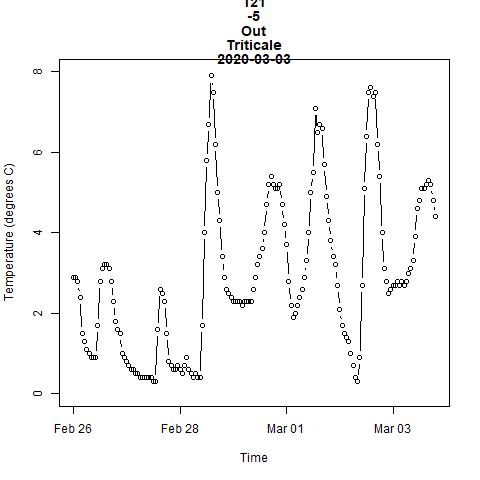 121
-5
Out
Triticale
2020-03-03
Temperature (degrees C)
8
6
4
2
0
Feb 26 Feb 28 Mar 01 Mar 03
Time